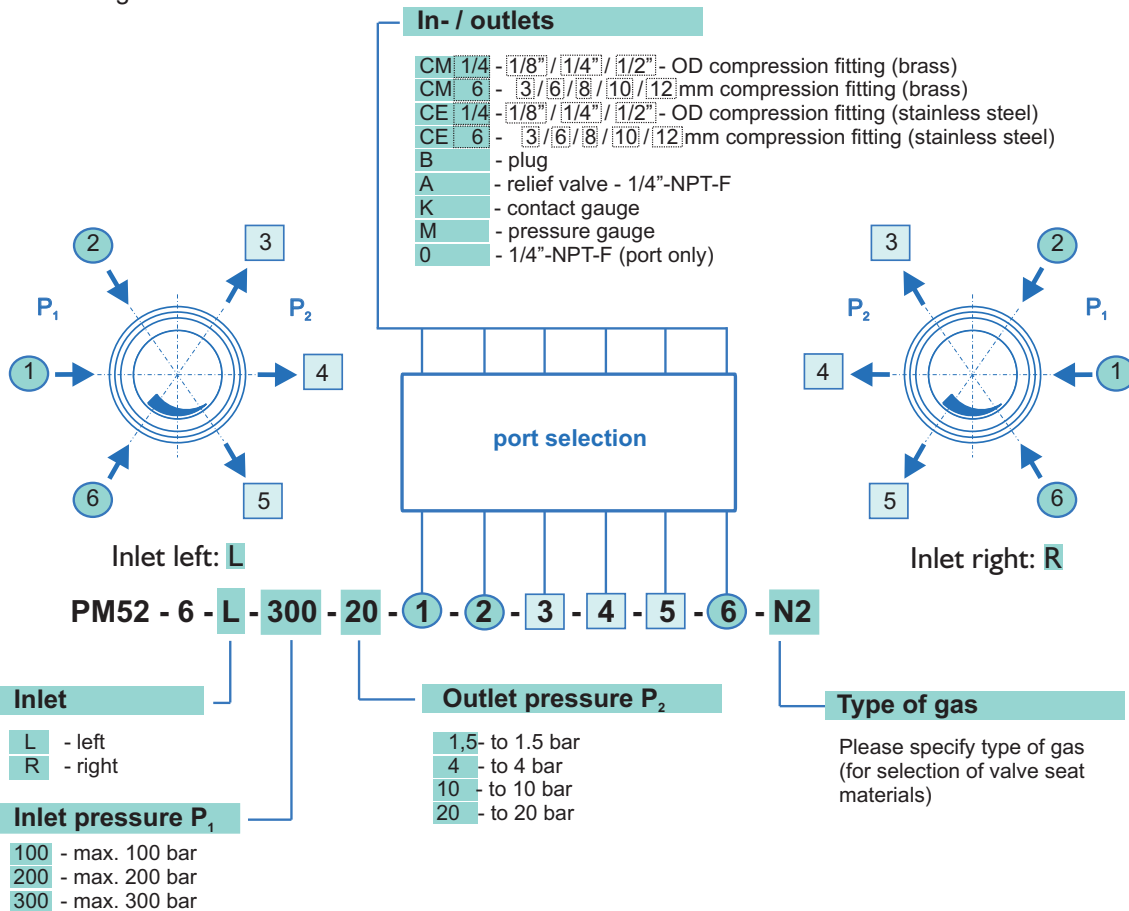 In- / outlets
CM 1/4 - 1/8” / 1/4” / 1/2” - OD compression fitting (brass)
CM 6 - 3 / 6 / 8 / 10 / 12 mm compression fitting (brass)
CE 1/4 - 1/8” / 1/4” / 1/2” - OD compression fitting (stainless steel)
CE 6 - 3 / 6 / 8 / 10 / 12 mm compression fitting (stainless steel)
B - plug
A - relief valve - 1/4”-NPT-F
K - contact gauge
M - pressure gauge
0 - 1/4”-NPT-F (port only)
2 3
P₁ P₂
1 4
6 5
Inlet left: L
port selection
3 2
P₂ P₁
4 1
5 6
Inlet right: R
PM52 - 6 - L - 300 - 20 - 1 - 2 - 3 - 4 - 5 - 6 - N2
Inlet
L - left
R - right
Inlet pressure P₁
100 - max. 100 bar
200 - max. 200 bar
300 - max. 300 bar
Outlet pressure P₂
1,5 - to 1.5 bar
4 - to 4 bar
10 - to 10 bar
20 - to 20 bar
Type of gas
Please specify type of gas
(for selection of valve seat
materials)